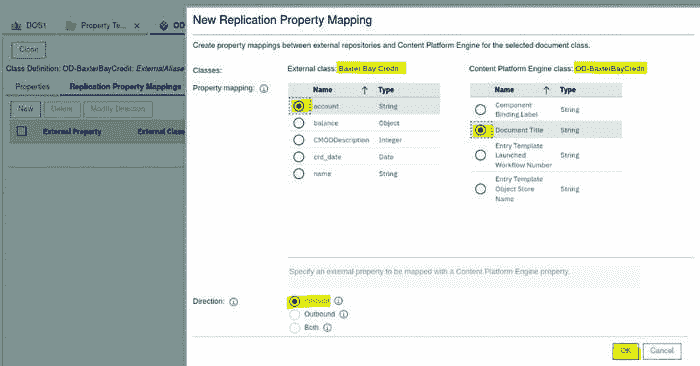 DOS1
Property Te...
OD
New Replication Property Mapping
Close
Create property mappings between external repositories and Content Platform Engine for the selected document class.
Class Definition: OD-BaxterBayCredit: ExternalAliase
Classes:
External class: Baxter Bay Credit
Content Platform Engine class: OD-BaxterBayCredit
Properties
Replication Property Mappings
Property mapping:
Name
Type
Name
Type
New
Delete
Modify Direction
account
String
balance
Object
CMODDescription
Integer
crd_date
Date
name
String
Component
Binding Label
String
Document Title
String
Entry Template
Launched
Workflow Number
String
Entry Template
Object Store
Name
String
External Property
External Class
Specify an external property to be mapped with a Content Platform Engine property.
Direction:
Inbound
Outbound
Both
OK
Cancel